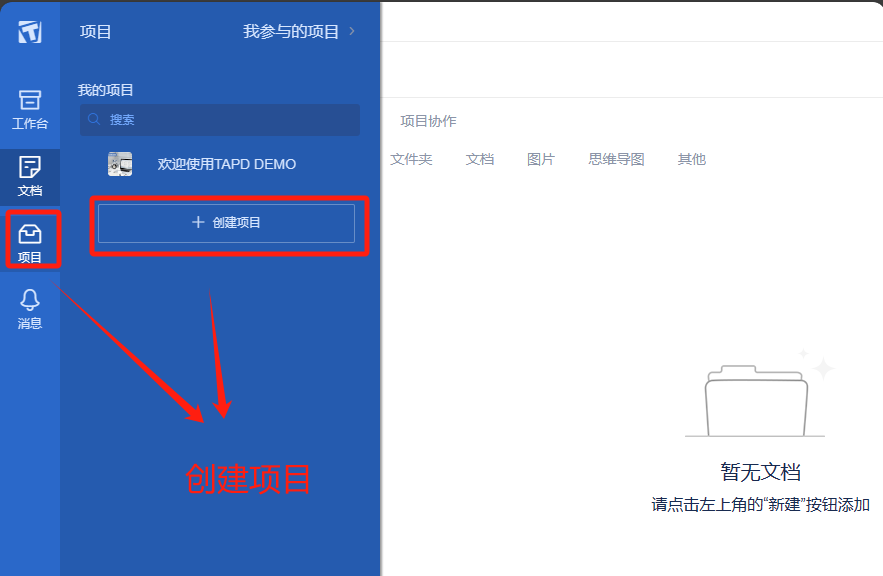 项目
我参与的项目 >
工作台
文档
项目
消息
我的项目
搜索
欢迎使用TAPD DEMO
+ 创建项目
创建项目
项目协作
文件夹 文档 图片 思维导图 其他
暂无文档
请点击左上角的“新建”按钮添加